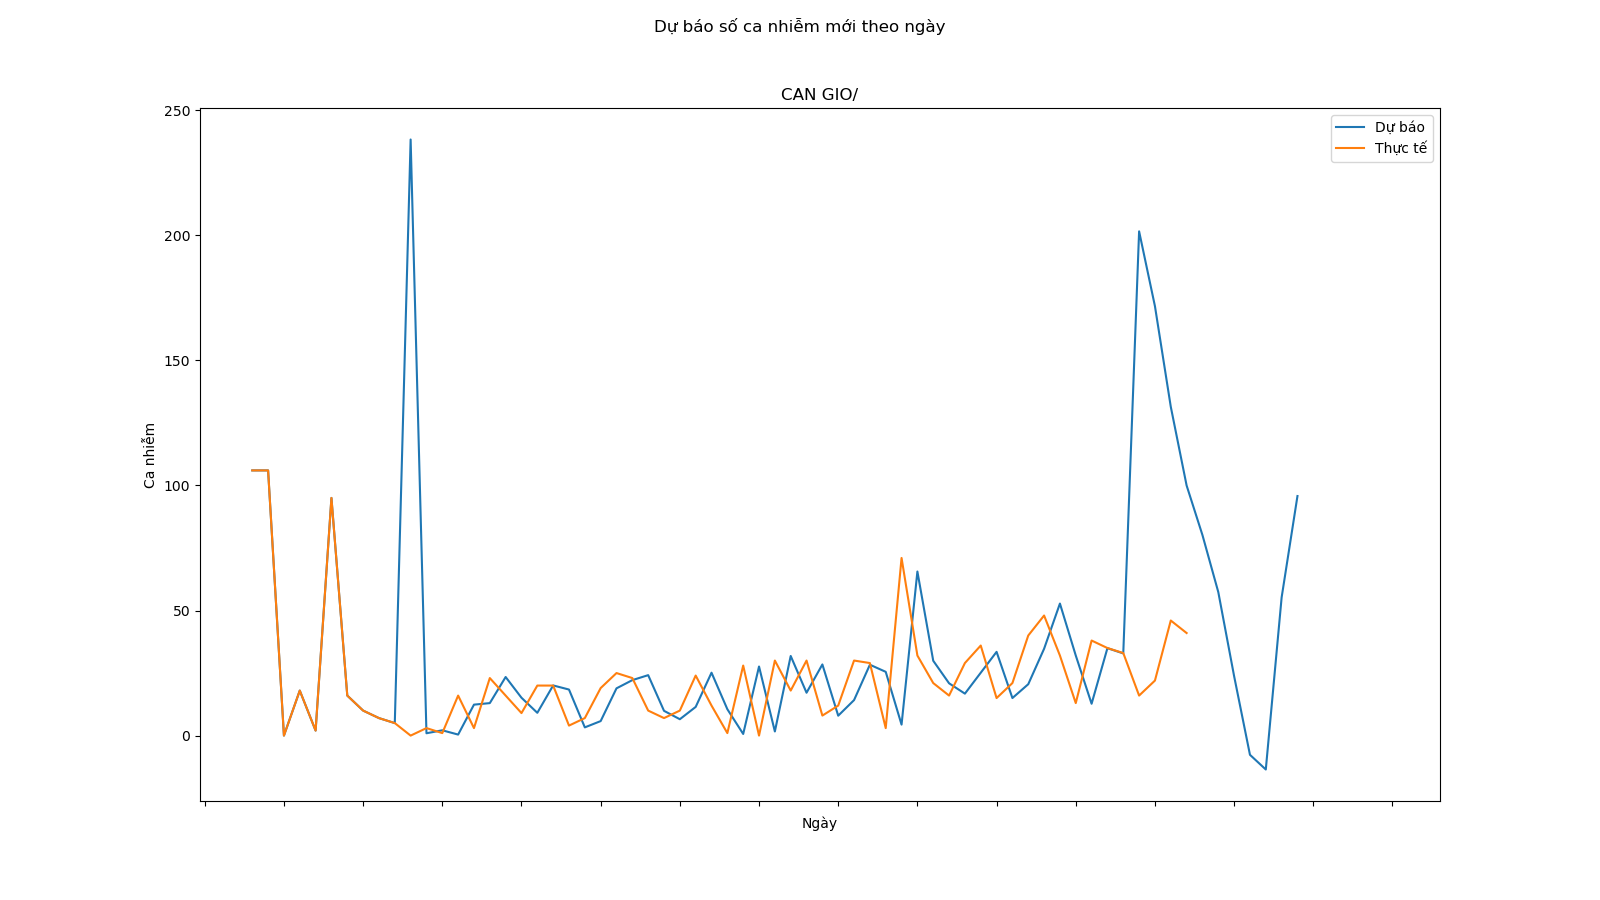 Dự báo số ca nhiễm mới theo ngày
CAN GIO/
250
200
150
100
50
0
Ca nhiễm
Dự báo
Thực tế
Ngày